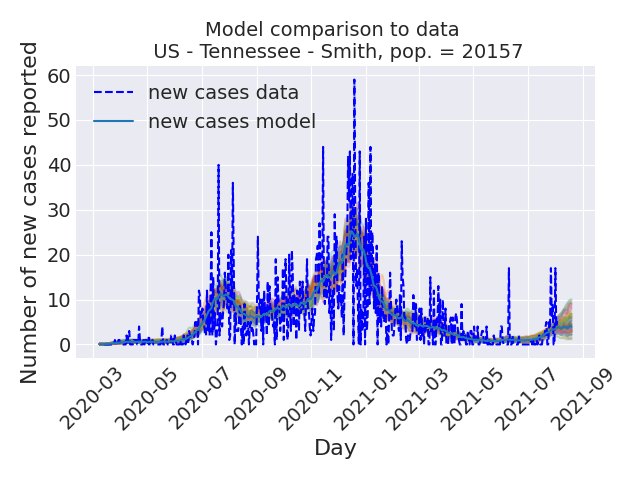 Model comparison to data
US - Tennessee - Smith, pop. = 20157
Number of new cases reported
60
50
40
30
20
10
0
new cases data
new cases model
2020-03
2020-05
2020-07
2020-09
2020-11
2021-01
2021-03
2021-05
2021-07
2021-09
Day